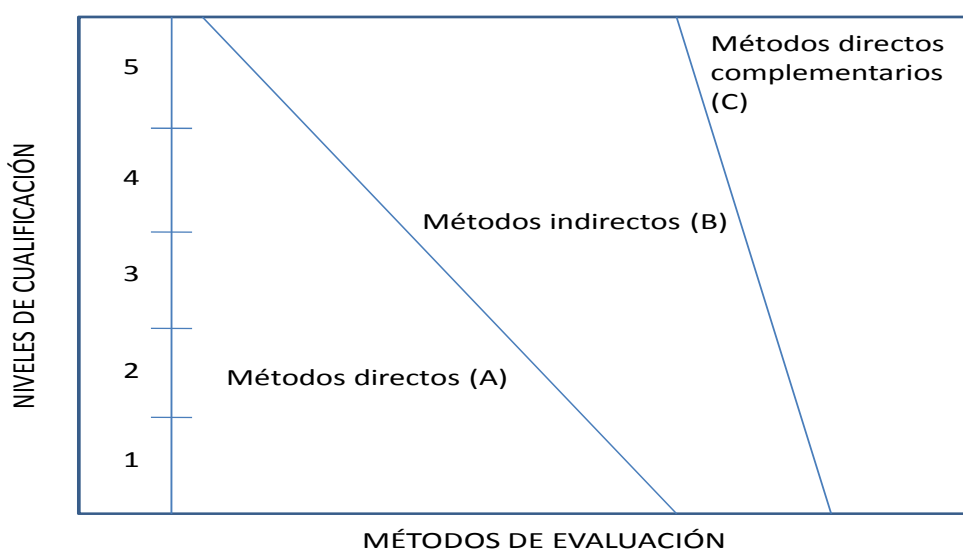 NIVELES DE CUALIFICACIÓN
5
4
3
2
1
Métodos directos
complementarios
(C)
Métodos indirectos (B)
Métodos directos (A)
MÉTODOS DE EVALUACIÓN